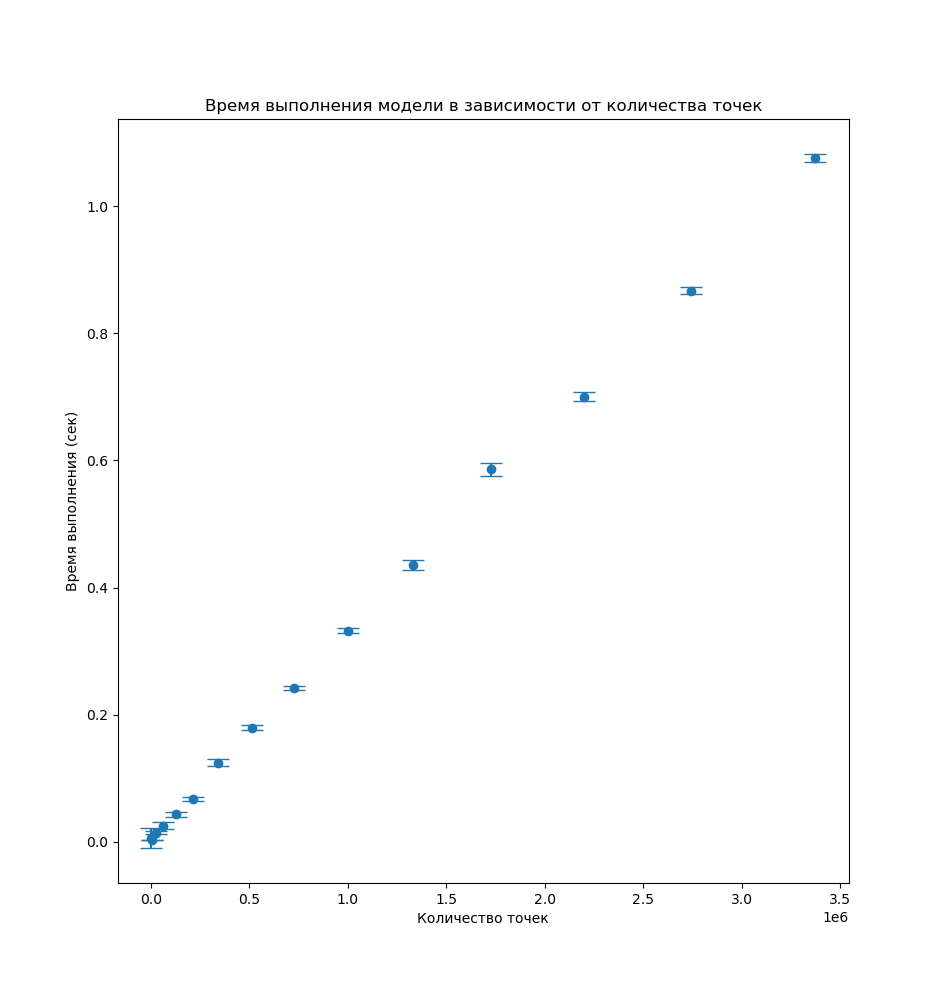 Время выполнения модели в зависимости от количества точек
1.0
0.8
0.6
0.4
0.2
0.0
Время выполнения (сек)
0.0 0.5 1.0 1.5 2.0 2.5 3.0 3.5
1e6
Количество точек